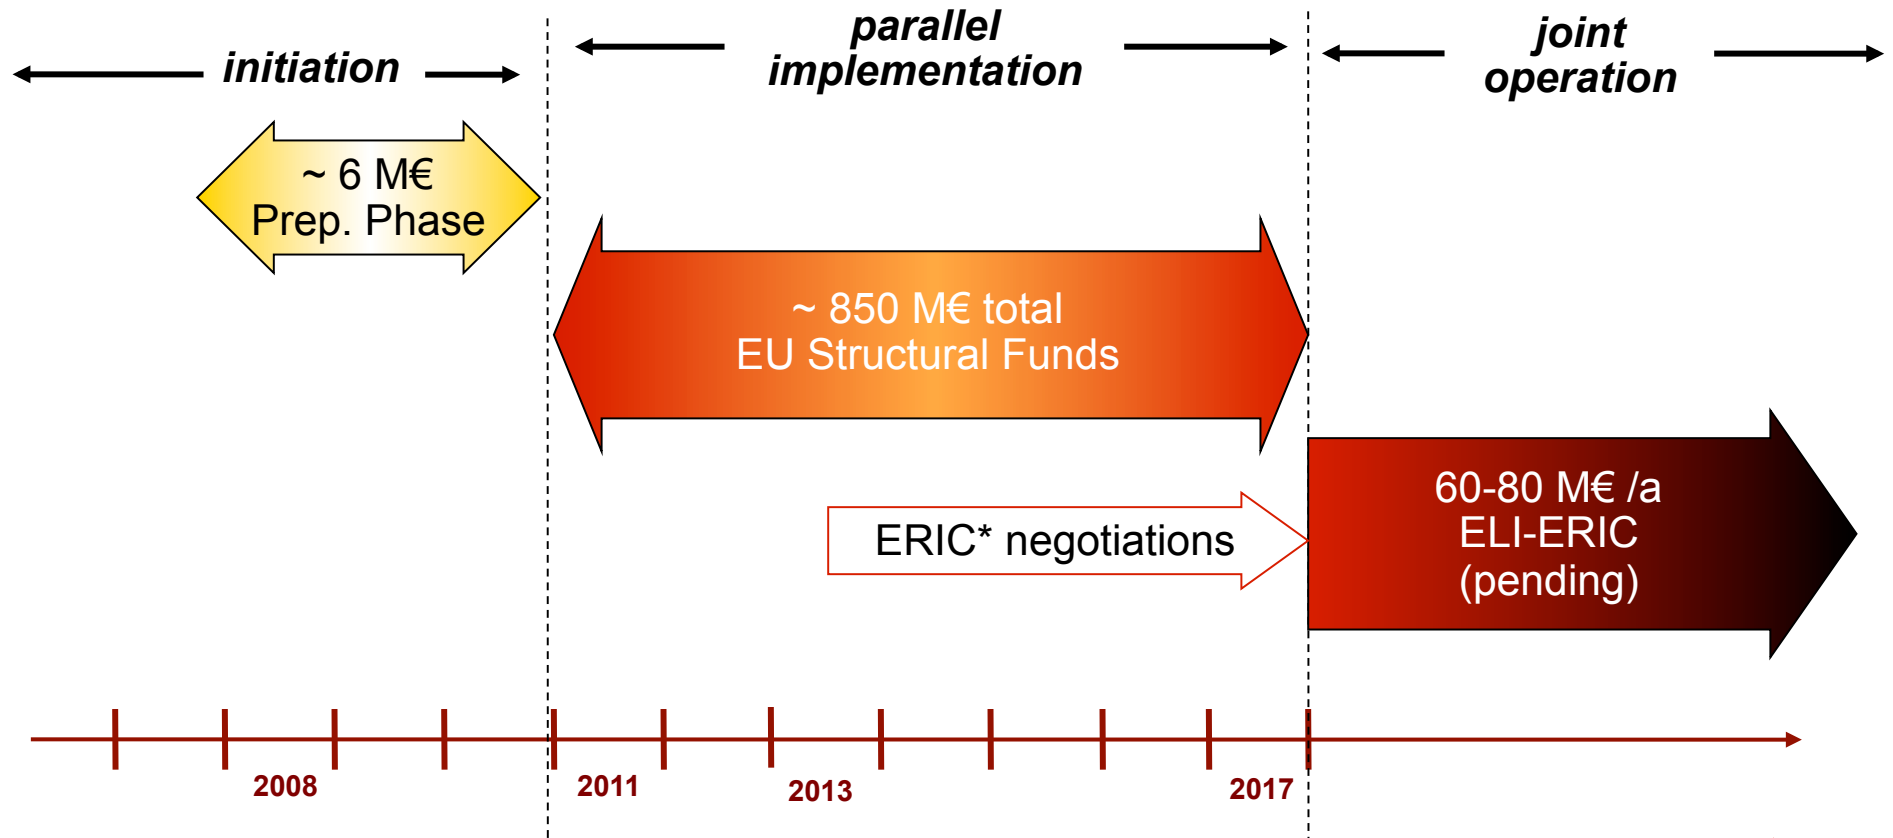 initiation
parallel
implementation
joint
operation
~ 6 M€
Prep. Phase
~ 850 M€ total
EU Structural Funds
ERIC* negotiations
60-80 M€ /a
ELI-ERIC
(pending)
2008
2011
2013
2017